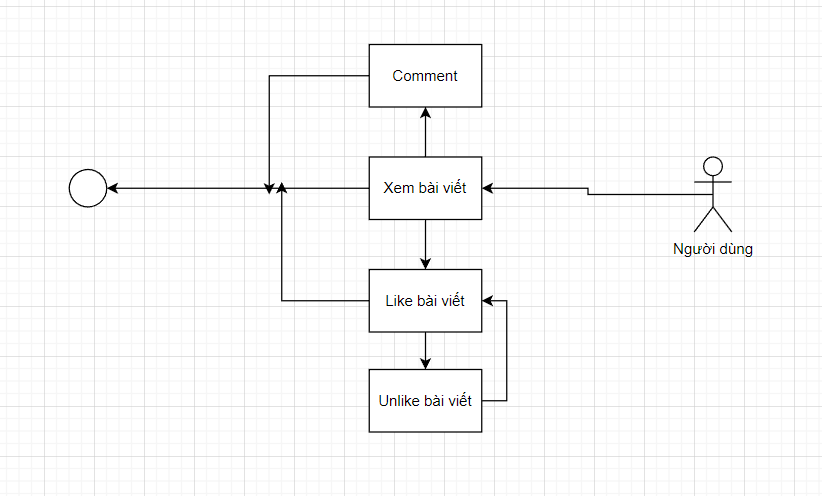 Comment
Xem bài viết
Người dùng
Like bài viết
Unlike bài viết